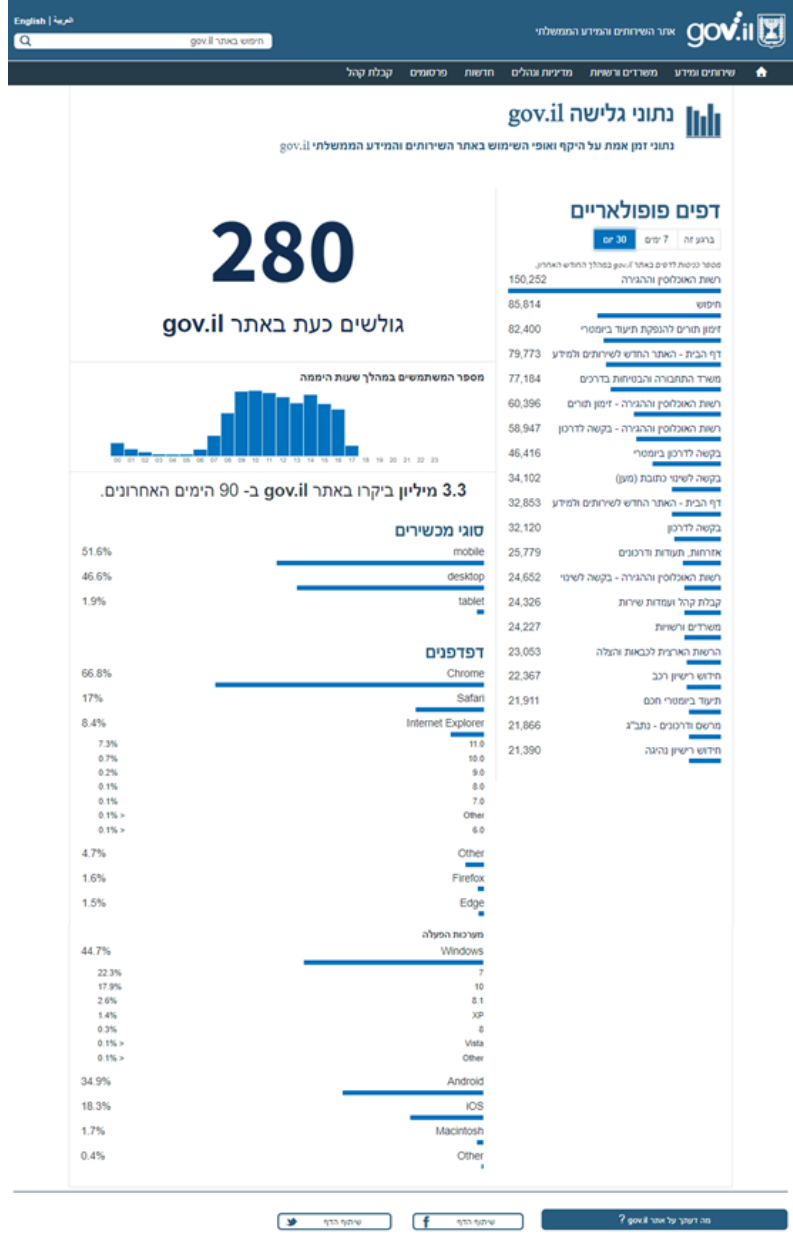 English | العربية
gov.il אתר השירותים והמידע הממשלתי
חיפוש באתר gov.il
שירותים ומידע משרדים ורשויות מדיניות ונהלים חדשות פרסומים קבלת קהל
נתוני גלישה gov.il
נתוני זמן אמת על היקף ואופי השימוש באתר השירותים והמידע הממשלתי gov.il
דפים פופולאריים
ברגע זה 7 ימים 30 יום
מספר כניסות לדפים באתר gov.il במהלך החודש האחרון.
רשות האוכלוסין וההגירה 150,252
חיפוש 85,814
זימון תורים להנפקת תיעוד ביומטרי 82,400
דף הבית - האתר החדש לשירותים ולמידע 79,773
משרד התחבורה והבטיחות בדרכים 77,184
רשות האוכלוסין וההגירה - זימון תורים 60,396
רשות האוכלוסין וההגירה - בקשה לדרכון 58,947
בקשה לדרכון ביומטרי 46,416
בקשה לשינוי כתובת (מען) 34,102
דף הבית - האתר החדש לשירותים ולמידע 32,853
בקשה לדרכון 32,120
אזרחות, תעודות ודרכונים 25,779
רשות האוכלוסין וההגירה - בקשה לשינוי 24,652
קבלת קהל ועמדות שירות 24,326
משרדים ורשויות 24,227
הרשות הארצית לכבאות והצלה 23,053
חידוש רישיון רכב 22,367
תיעוד ביומטרי חכם 21,911
מרשם ודרכונים - נתב"ג 21,866
חידוש רישיון נהיגה 21,390
280
גולשים כעת באתר gov.il
מספר המשתמשים במהלך שעות היממה
00 01 02 03 04 05 06 07 08 09 10 11 12 13 14 15 16 17 18 19 20 21 22 23
3.3 מיליון ביקרו באתר gov.il ב- 90 הימים האחרונים.
סוגי מכשירים
mobile 51.6%
desktop 46.6%
tablet 1.9%
דפדפנים
Chrome 66.8%
Safari 17%
Internet Explorer 8.4%
11.0 7.3%
10.0 0.7%
9.0 0.2%
8.0 0.1%
7.0 0.1%
Other 0.1% >
6.0 0.1% >
Other 4.7%
Firefox 1.6%
Edge 1.5%
מערכות הפעלה
Windows 44.7%
7 22.3%
10 17.9%
8.1 2.6%
XP 1.4%
8 0.3%
Vista 0.1% >
Other 0.1% >
Android 34.9%
iOS 18.3%
Macintosh 1.7%
Other 0.4%
מה דעתך על אתר gov.il ?
שיתוף הדף
שיתוף הדף